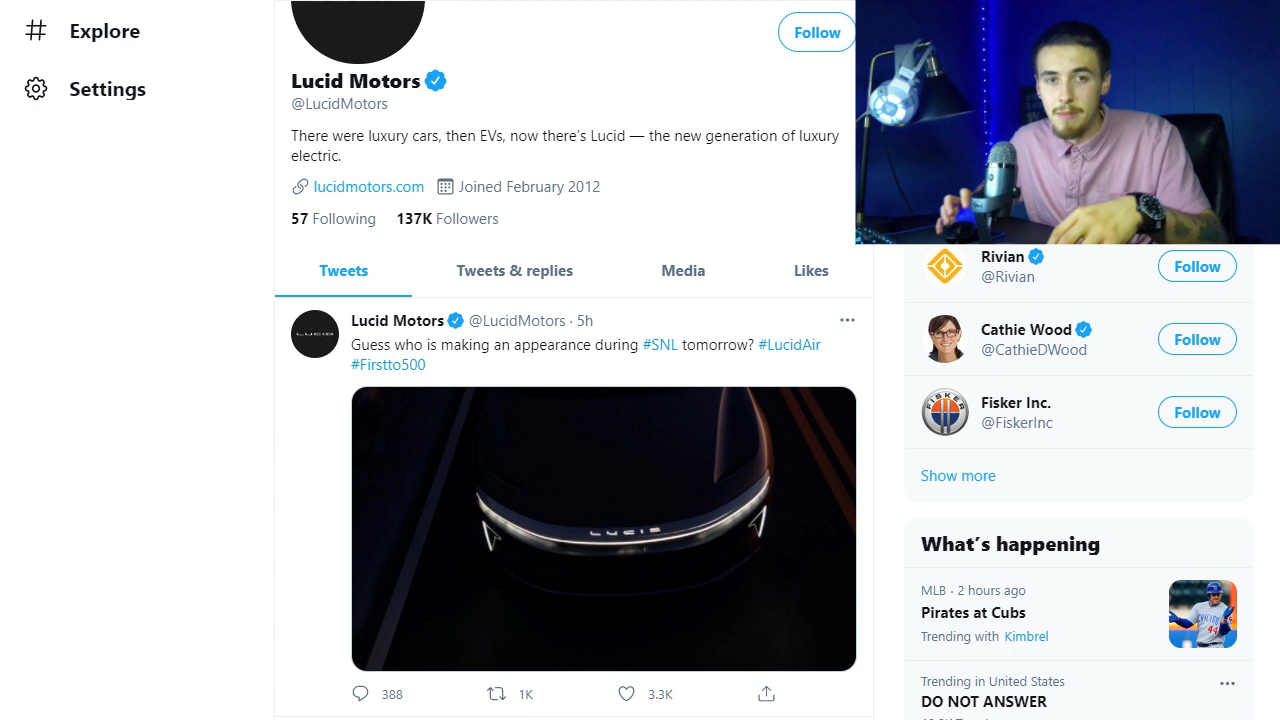 Explore
Settings
Follow
Lucid Motors
@LucidMotors
There were luxury cars, then EVs, now there's Lucid — the new generation of luxury
electric.
lucidmotors.com Joined February 2012
57 Following 137K Followers
Tweets Tweets & replies Media Likes
Lucid Motors @LucidMotors · 5h
Guess who is making an appearance during #SNL tomorrow? #LucidAir
#Firstto500
LUCID
LUCID
388 1K 3.3K
Rivian
@Rivian
Follow
Cathie Wood
@CathieDWood
Follow
FISKER
Fisker Inc.
@FiskerInc
Follow
Show more
What's happening
MLB · 2 hours ago
Pirates at Cubs
Trending with Kimbrel
CHICAGO
44
Trending in United States
DO NOT ANSWER